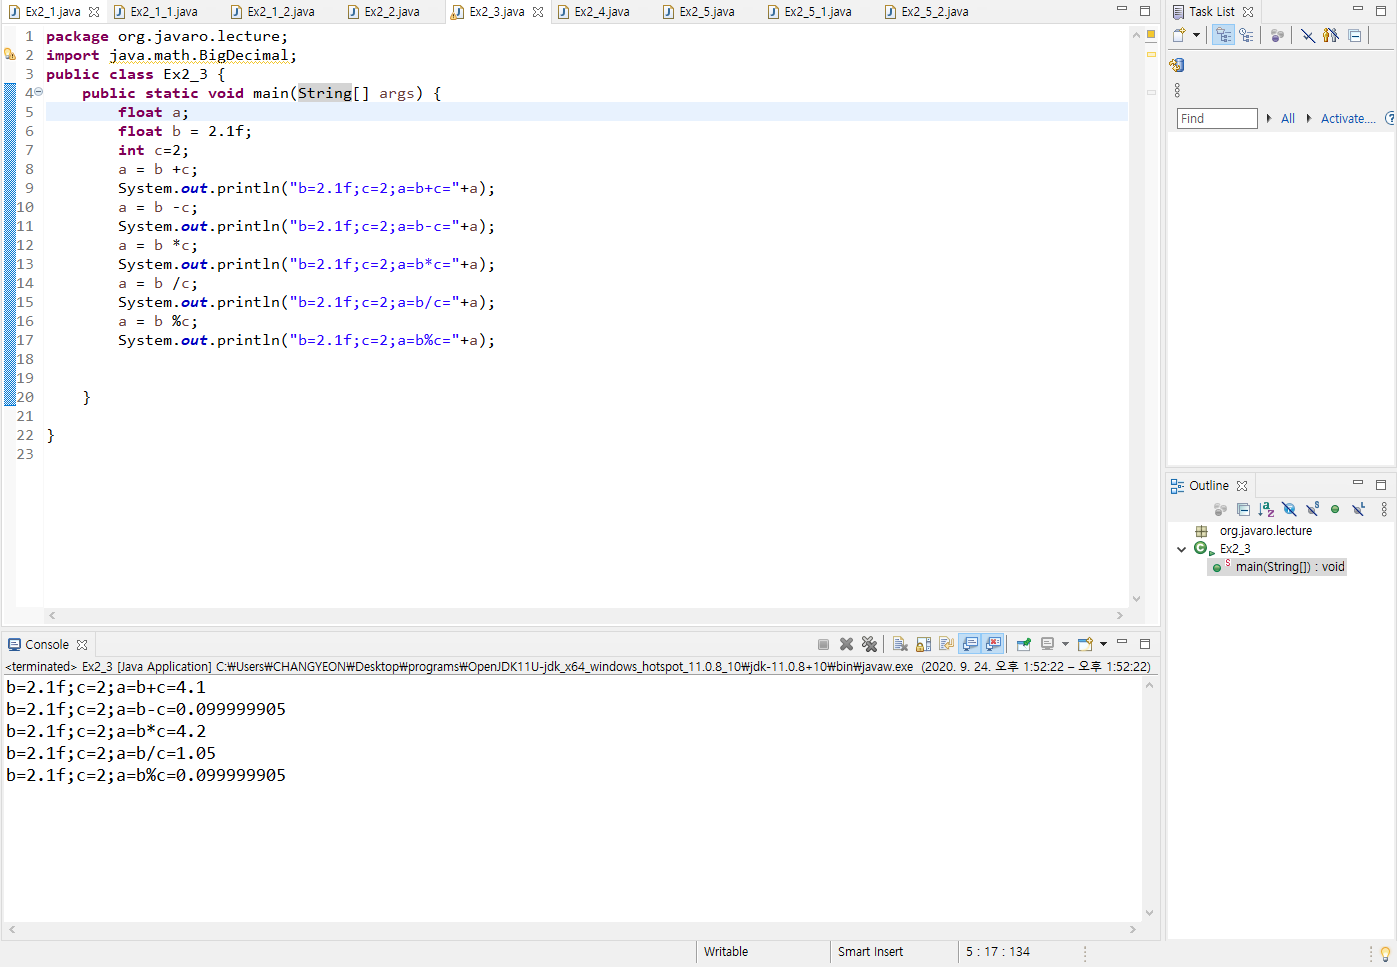 Ex2_1.java Ex2_1_1.java Ex2_1_2.java Ex2_2.java Ex2_3.java Ex2_4.java Ex2_5.java Ex2_5_1.java Ex2_5_2.java
1 package org.javaro.lecture;
2 import java.math.BigDecimal;
3 public class Ex2_3 {
4 public static void main(String[] args) {
5 float a;
6 float b = 2.1f;
7 int c=2;
8 a = b +c;
9 System.out.println("b=2.1f;c=2;a=b+c="+a);
10 a = b -c;
11 System.out.println("b=2.1f;c=2;a=b-c="+a);
12 a = b *c;
13 System.out.println("b=2.1f;c=2;a=b*c="+a);
14 a = b /c;
15 System.out.println("b=2.1f;c=2;a=b/c="+a);
16 a = b %c;
17 System.out.println("b=2.1f;c=2;a=b%c="+a);
18
19
20 }
21
22 }
23
Task List
Find All Activate....
Outline
org.javaro.lecture
Ex2_3
main(String[]) : void
Console
<terminated> Ex2_3 [Java Application] C:₩Users₩CHANGYEON₩Desktop₩programs₩OpenJDK11U-jdk_x64_windows_hotspot_11.0.8_10₩jdk-11.0.8+10₩bin₩javaw.exe (2020. 9. 24. 오후 1:52:22 – 오후 1:52:22)
b=2.1f;c=2;a=b+c=4.1
b=2.1f;c=2;a=b-c=0.099999905
b=2.1f;c=2;a=b*c=4.2
b=2.1f;c=2;a=b/c=1.05
b=2.1f;c=2;a=b%c=0.099999905
Writable Smart Insert 5 : 17 : 134